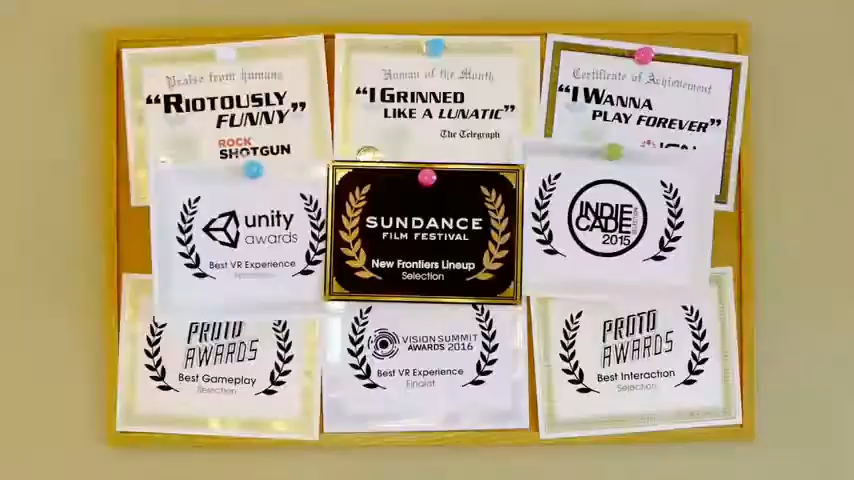 Praise from humans
"RIOTOUSLY
FUNNY"
ROCK
SHOTGUN
Human of the Month
"I GRINNED
LIKE A LUNATIC"
The Telegraph
Certificate of Achievement
"I WANNA
PLAY FOREVER"
IGN
unity
awards
Best VR Experience
SUNDANCE
FILM FESTIVAL
New Frontiers Lineup
Selection
INDIE
CADE
2015
PROTO
AWARDS
Best Gameplay
Selection
VISION SUMMIT
AWARDS 2016
Best VR Experience
Finalist
PROTO
AWARDS
Best Interaction
Selection